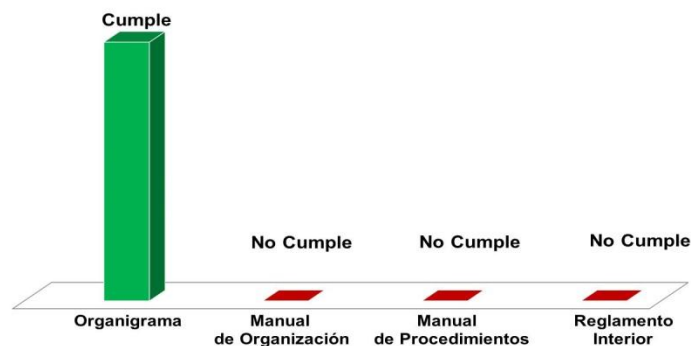 Cumple
No Cumple
No Cumple
No Cumple
Organigrama
Manual
de Organización
Manual
de Procedimientos
Reglamento
Interior